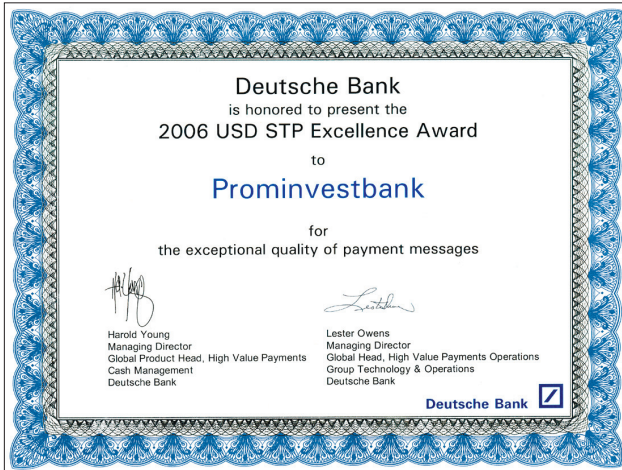 Deutsche Bank
is honored to present the
2006 USD STP Excellence Award
to
Prominvestbank
for
the exceptional quality of payment messages
Harold Young
Managing Director
Global Product Head, High Value Payments
Cash Management
Deutsche Bank
Lester Owens
Managing Director
Global Head, High Value Payments Operations
Group Technology & Operations
Deutsche Bank
Deutsche Bank